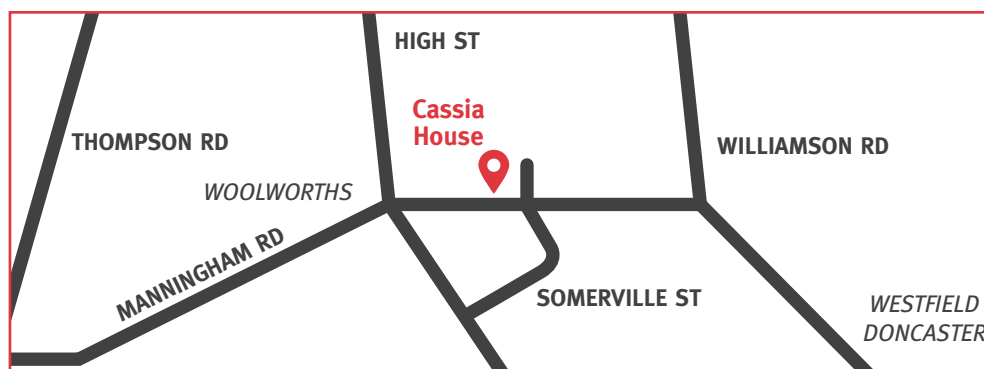 HIGH ST
Cassia
House
THOMPSON RD
WILLIAMSON RD
WOOLWORTHS
MANNINGHAM RD
SOMERVILLE ST
WESTFIELD
DONCASTER